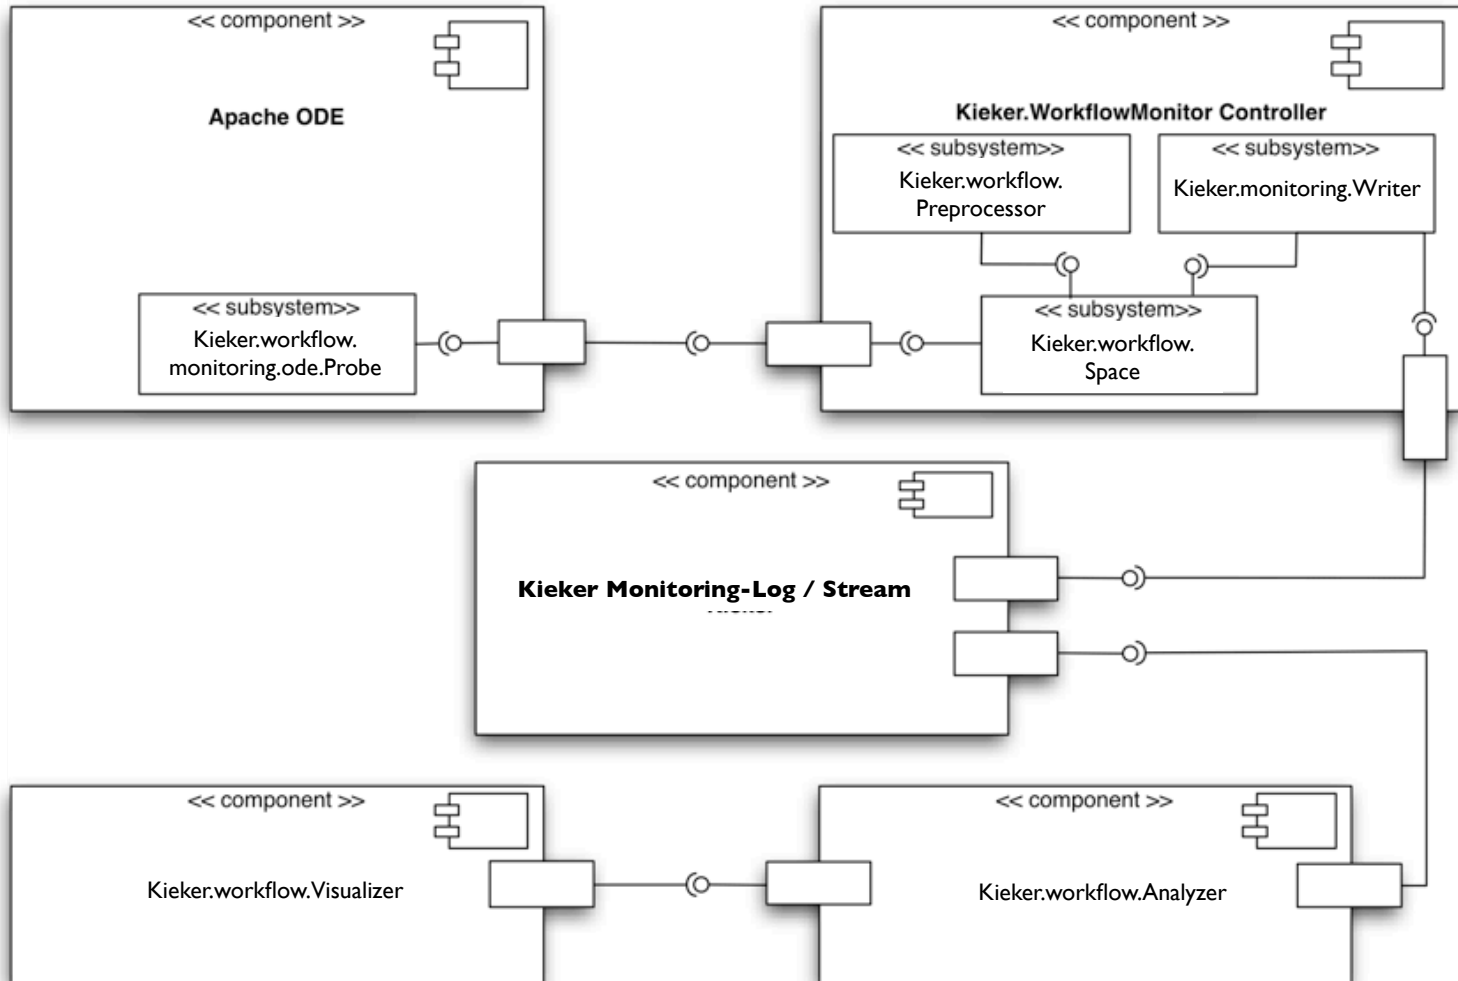 << component >>
Apache ODE
<< subsystem>>
Kieker.workflow.
monitoring.ode.Probe
<< component >>
Kieker.WorkflowMonitor Controller
<< subsystem>>
Kieker.workflow.
Preprocessor
<< subsystem>>
Kieker.monitoring.Writer
<< subsystem>>
Kieker.workflow.
Space
<< component >>
Kieker Monitoring-Log / Stream
<< component >>
Kieker.workflow.Visualizer
<< component >>
Kieker.workflow.Analyzer